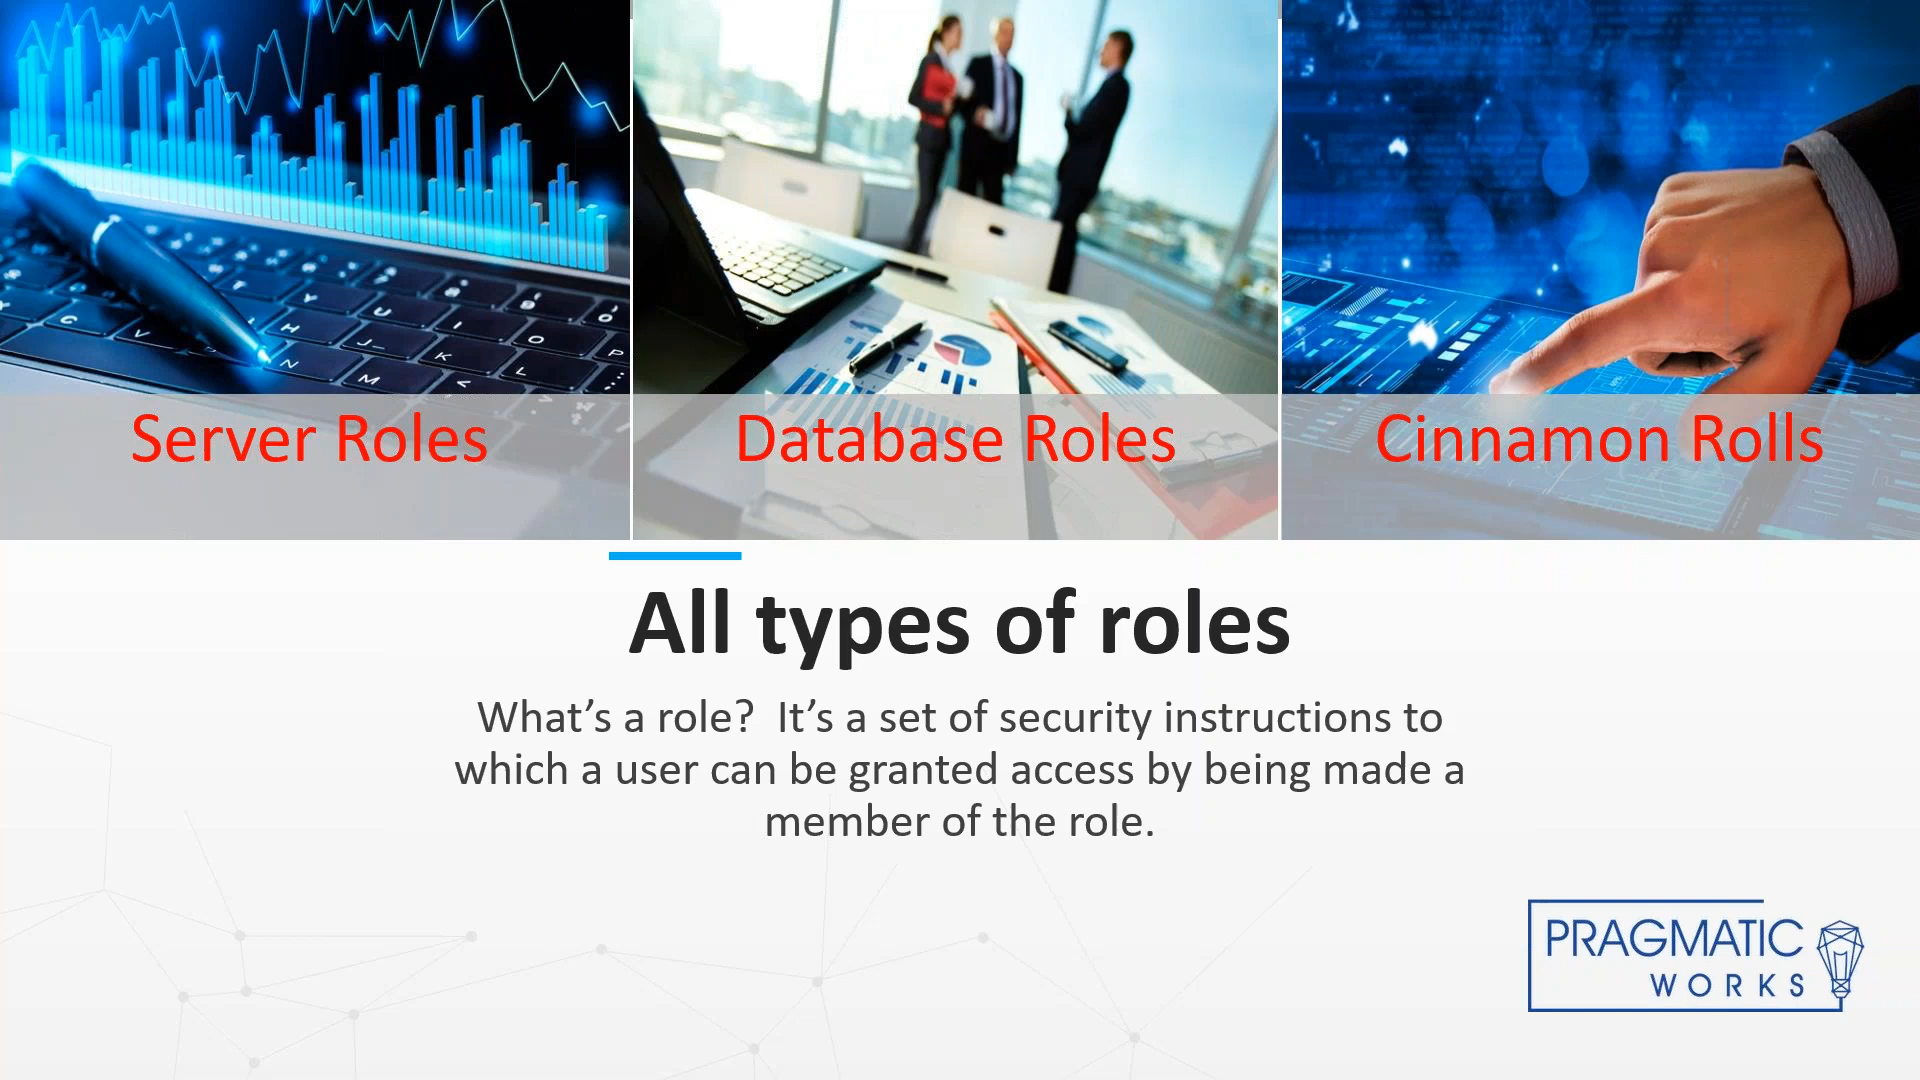 Server Roles
Database Roles
Cinnamon Rolls
All types of roles
What’s a role?  It’s a set of security instructions to
which a user can be granted access by being made a
member of the role.
PRAGMATIC
WORKS